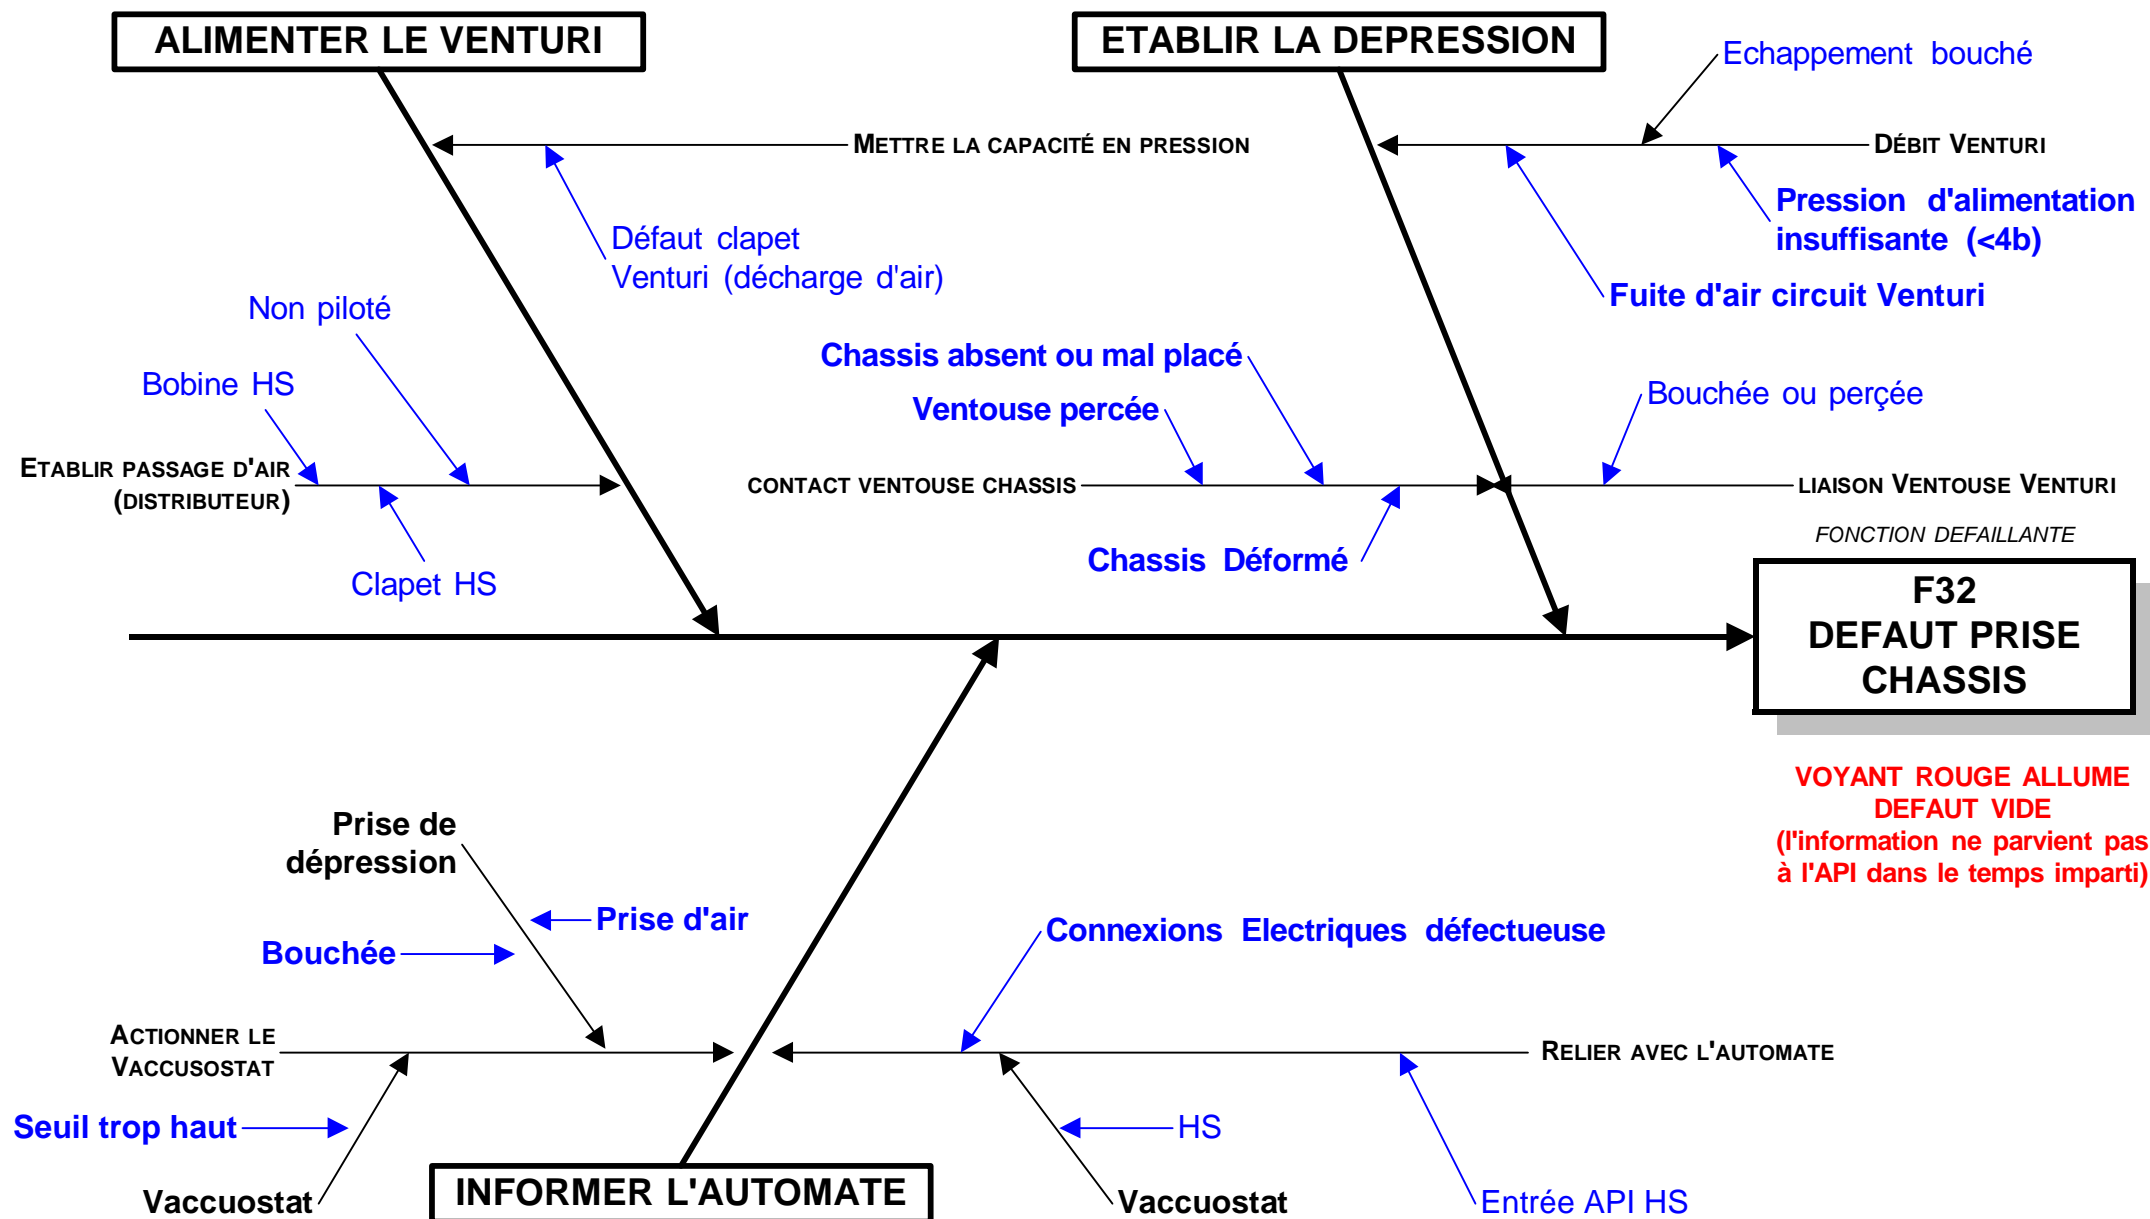 ALIMENTER LE VENTURI
ETABLIR LA DEPRESSION
Echappement bouché
METTRE LA CAPACITÉ EN PRESSION
DÉBIT VENTURI
Pression d'alimentation
insuffisante (<4b)
Défaut clapet
Venturi (décharge d'air)
Fuite d'air circuit Venturi
Non piloté
Chassis absent ou mal placé
Bobine HS
Ventouse percée
Bouchée ou perçée
ETABLIR PASSAGE D'AIR
(DISTRIBUTEUR)
CONTACT VENTOUSE CHASSIS
LIAISON VENTOUSE VENTURI
FONCTION DEFAILLANTE
Chassis Déformé
Clapet HS
F32
DEFAUT PRISE
CHASSIS
VOYANT ROUGE ALLUME
DEFAUT VIDE
(l'information ne parvient pas
à l'API dans le temps imparti)
Prise de
dépression
Prise d'air
Bouchée
Connexions Electriques défectueuse
ACTIONNER LE
VACCUSOSTAT
RELIER AVEC L'AUTOMATE
Seuil trop haut
HS
Vaccuostat
INFORMER L'AUTOMATE
Vaccuostat
Entrée API HS